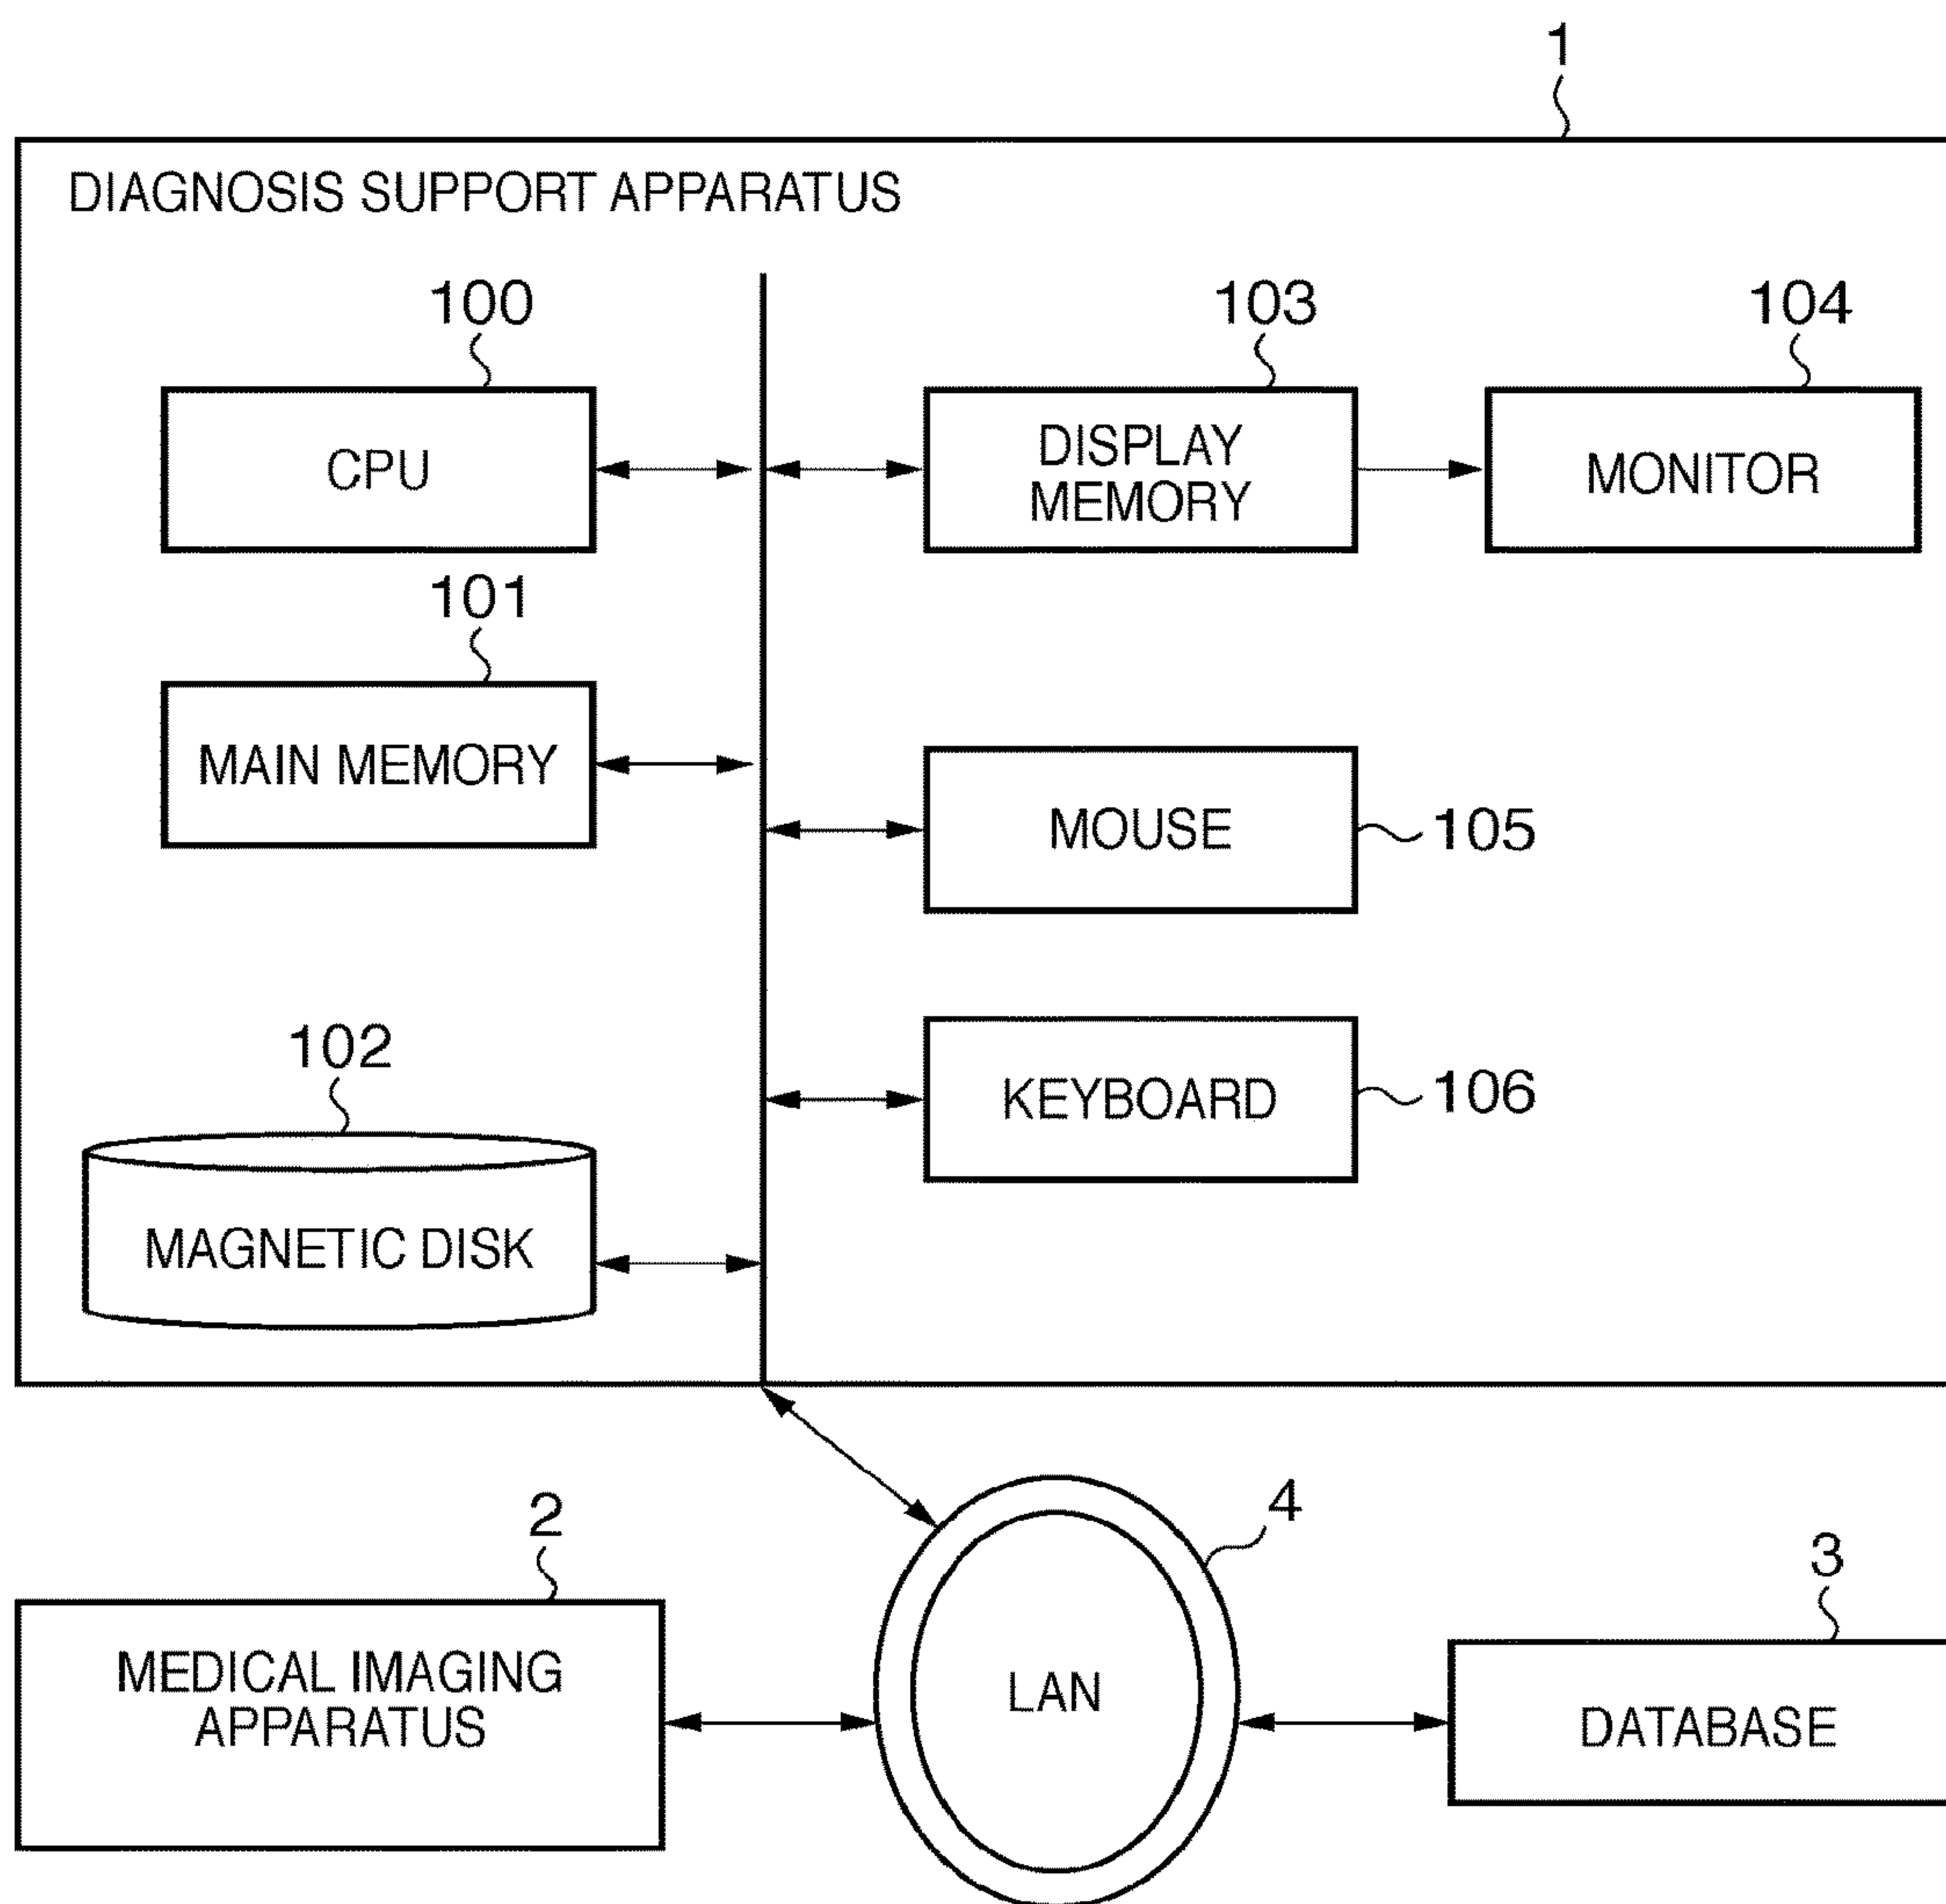 1
DIAGNOSIS SUPPORT APPARATUS
100
103
104
CPU
DISPLAY
MEMORY
MONITOR
101
MAIN MEMORY
MOUSE
105
102
KEYBOARD
106
MAGNETIC DISK
2
4
3
MEDICAL IMAGING
APPARATUS
LAN
DATABASE